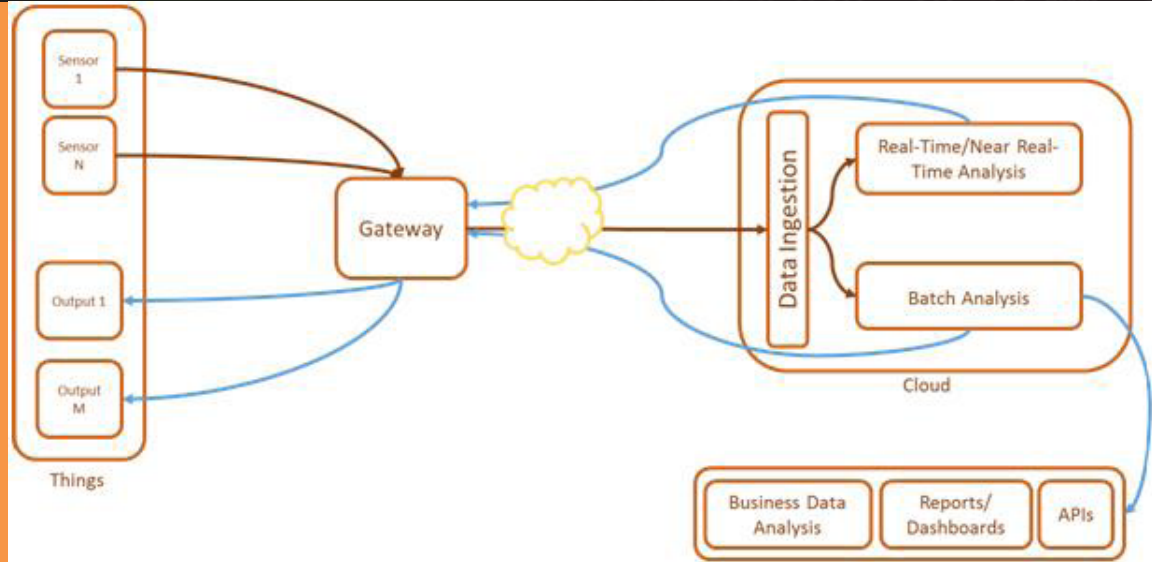 Sensor
1
Sensor
N
Output 1
Output
M
Things
Gateway
Data Ingestion
Real-Time/Near Real-
Time Analysis
Batch Analysis
Cloud
Business Data
Analysis
Reports/
Dashboards
APIs